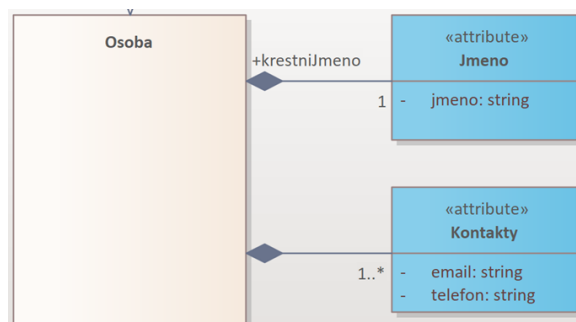 Osoba
«attribute»
Jmeno
+krestniJmeno
1
- jmeno: string
«attribute»
Kontakty
1..*
- email: string
- telefon: string